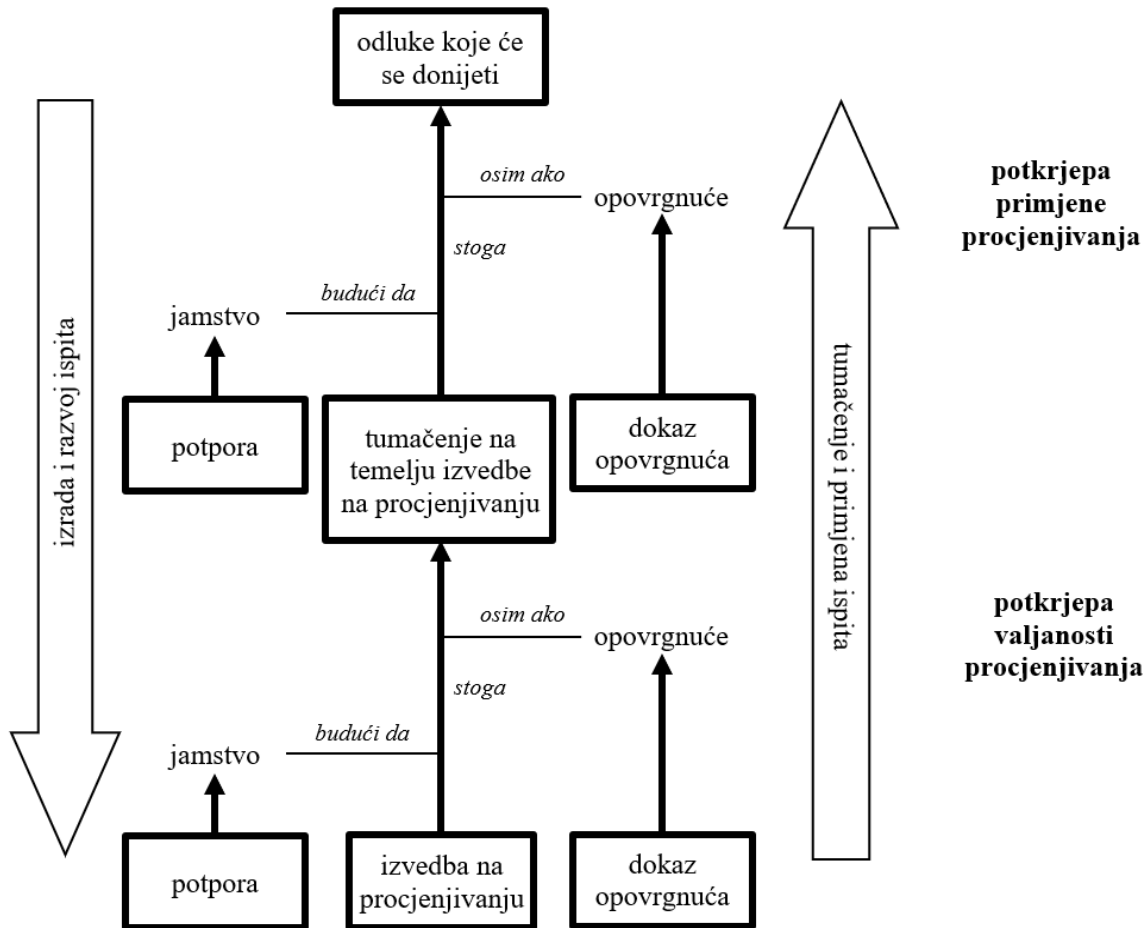 odluke koje će
se donijeti
osim ako
opovrgnuće
stoga
budući da
jamstvo
potpora
tumačenje na
temelju izvedbe
na procjenjivanju
dokaz
opovrgnuća
osim ako
opovrgnuće
stoga
budući da
jamstvo
potpora
izvedba na
procjenjivanju
dokaz
opovrgnuća
izrada i razvoj ispita
tumačenje i primjena ispita
potkrjepa
primjene
procjenjivanja
potkrjepa
valjanosti
procjenjivanja